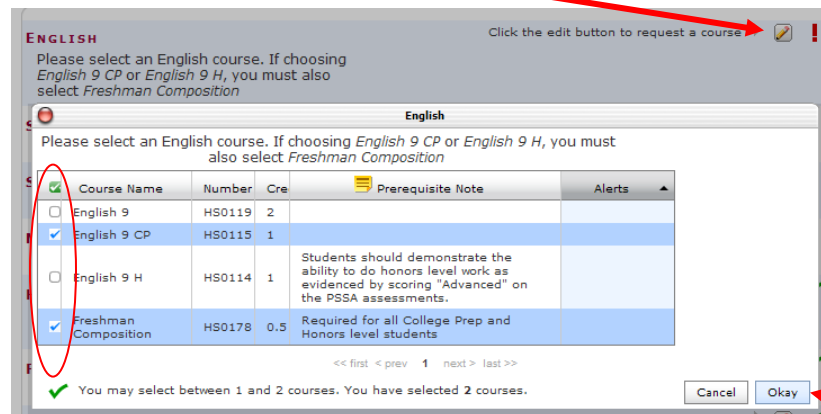 ENGLISH
Click the edit button to request a course
Please select an English course. If choosing
English 9 CP or English 9 H, you must also
select Freshman Composition
English
Please select an English course. If choosing English 9 CP or English 9 H, you must
also select Freshman Composition
Course Name Number Cre Prerequisite Note Alerts
English 9 HS0119 2
English 9 CP HS0115 1
English 9 H HS0114 1 Students should demonstrate the
ability to do honors level work as
evidenced by scoring "Advanced" on
the PSSA assessments.
Freshman
Composition HS0178 0.5 Required for all College Prep and
Honors level students
<< first < prev 1 next > last >>
You may select between 1 and 2 courses. You have selected 2 courses.
Cancel Okay